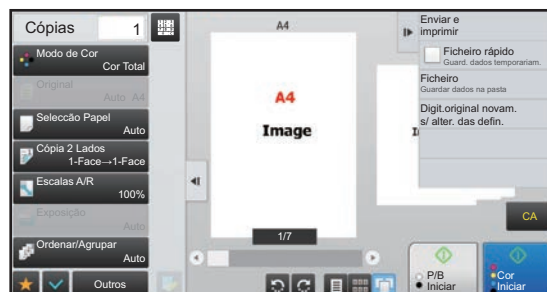 Cópias 1
Modo de Cor
Cor Total
Original
Auto A4
Selecção Papel
Auto
Cópia 2 Lados
1-Face→1-Face
Escalas A/R
100%
Exposição
Auto
Ordenar/Agrupar
Auto
Outros
A4
A4
Image
1/7
Enviar e
imprimir
Ficheiro rápido
Guard. dados temporariam.
Ficheiro
Guardar dados na pasta
Digit.original novam.
s/ alter. das defin.
CA
P/B
Iniciar
Cor
Iniciar